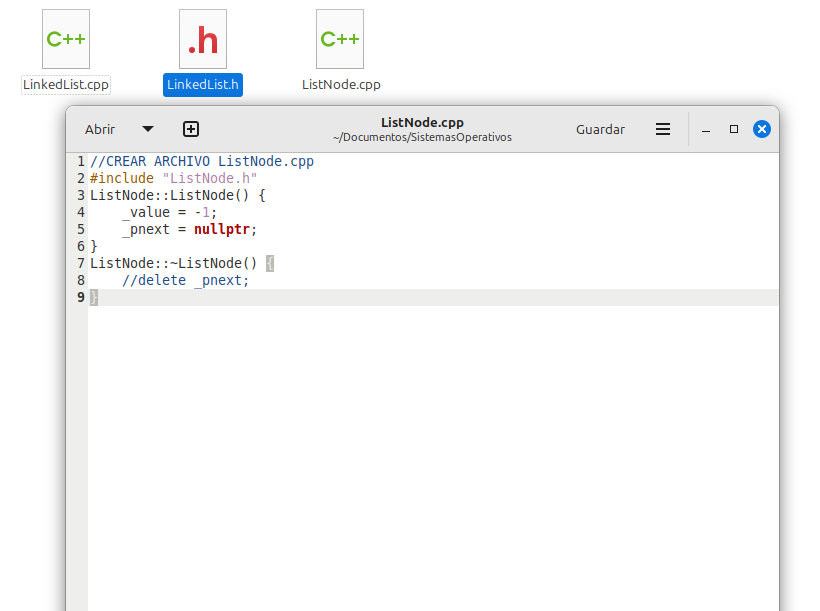 C++
.h
C++
LinkedList.cpp
LinkedList.h
ListNode.cpp
Abrir
ListNode.cpp
~/Documentos/SistemasOperativos
Guardar
1 //CREAR ARCHIVO ListNode.cpp
2 #include "ListNode.h"
3 ListNode::ListNode() {
4     _value = -1;
5     _pnext = nullptr;
6 }
7 ListNode::~ListNode() {
8     //delete _pnext;
9 }